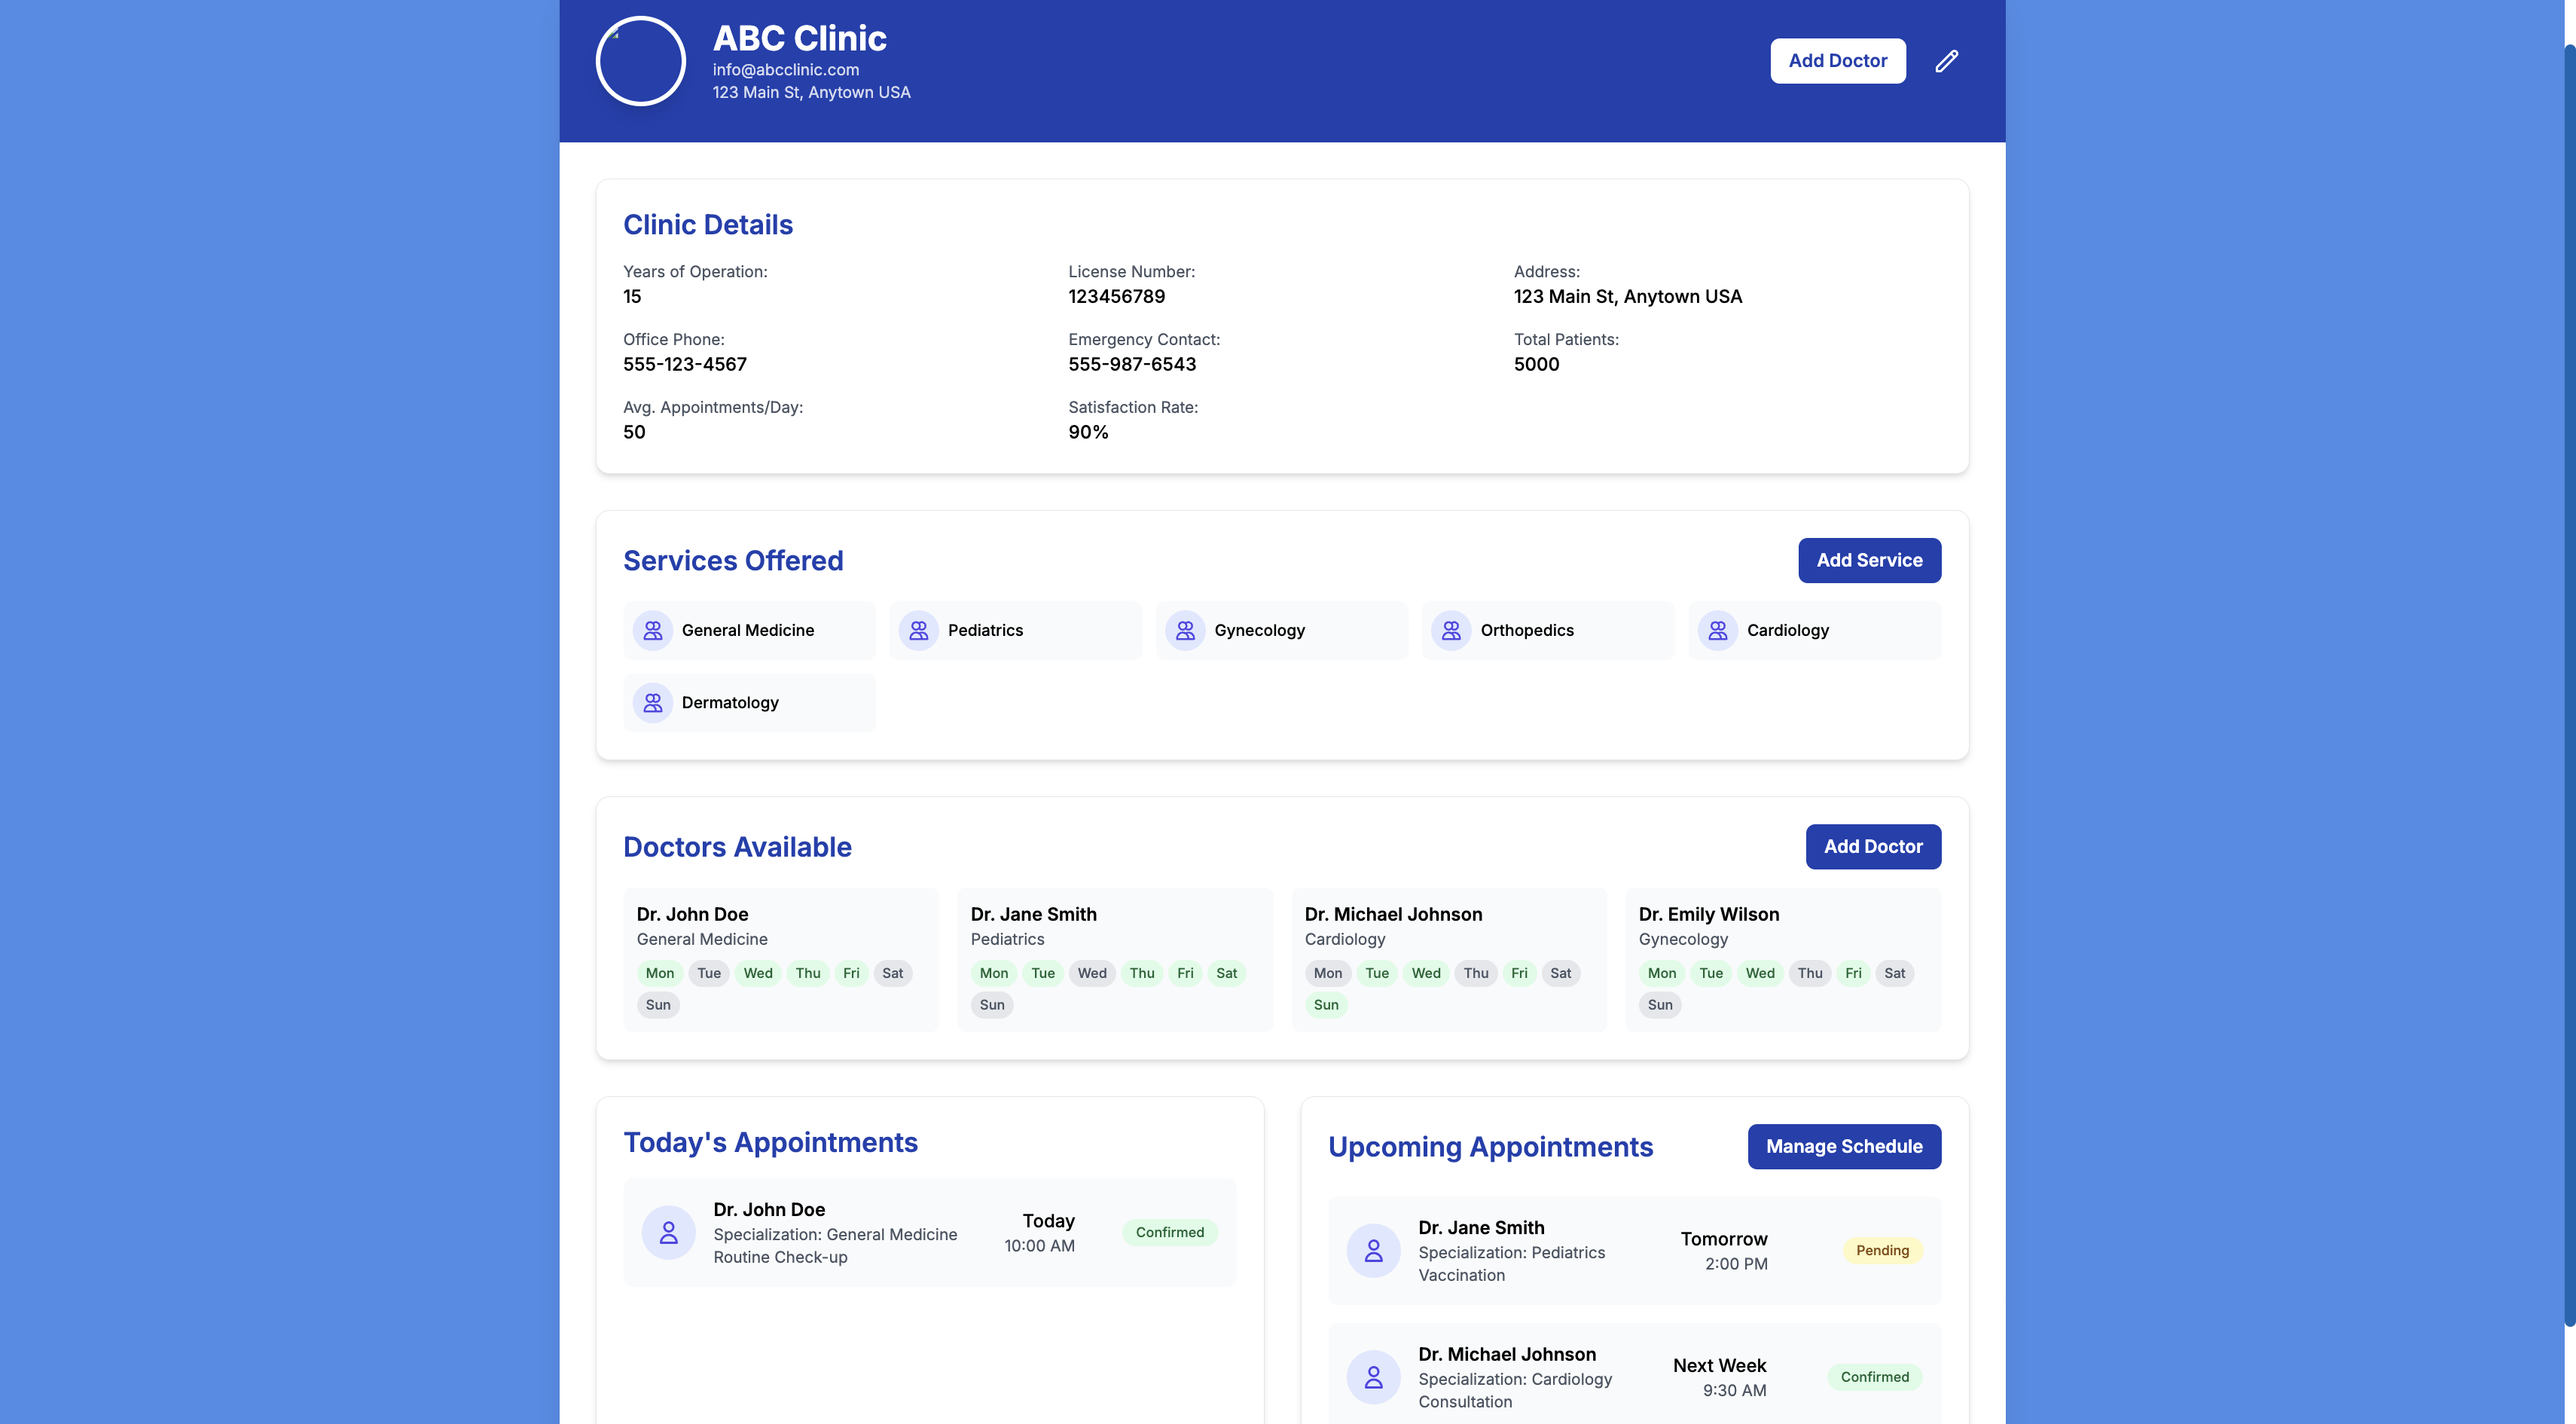 ABC Clinic
info@abcclinic.com
123 Main St, Anytown USA
Add Doctor
Clinic Details
Years of Operation:
15
License Number:
123456789
Address:
123 Main St, Anytown USA
Office Phone:
555-123-4567
Emergency Contact:
555-987-6543
Total Patients:
5000
Avg. Appointments/Day:
50
Satisfaction Rate:
90%
Services Offered
Add Service
General Medicine
Pediatrics
Gynecology
Orthopedics
Cardiology
Dermatology
Doctors Available
Add Doctor
Dr. John Doe
General Medicine
Mon Tue Wed Thu Fri Sat
Sun
Dr. Jane Smith
Pediatrics
Mon Tue Wed Thu Fri Sat
Sun
Dr. Michael Johnson
Cardiology
Mon Tue Wed Thu Fri Sat
Sun
Dr. Emily Wilson
Gynecology
Mon Tue Wed Thu Fri Sat
Sun
Today's Appointments
Dr. John Doe
Specialization: General Medicine
Routine Check-up
Today
10:00 AM
Confirmed
Upcoming Appointments
Manage Schedule
Dr. Jane Smith
Specialization: Pediatrics
Vaccination
Tomorrow
2:00 PM
Pending
Dr. Michael Johnson
Specialization: Cardiology
Consultation
Next Week
9:30 AM
Confirmed